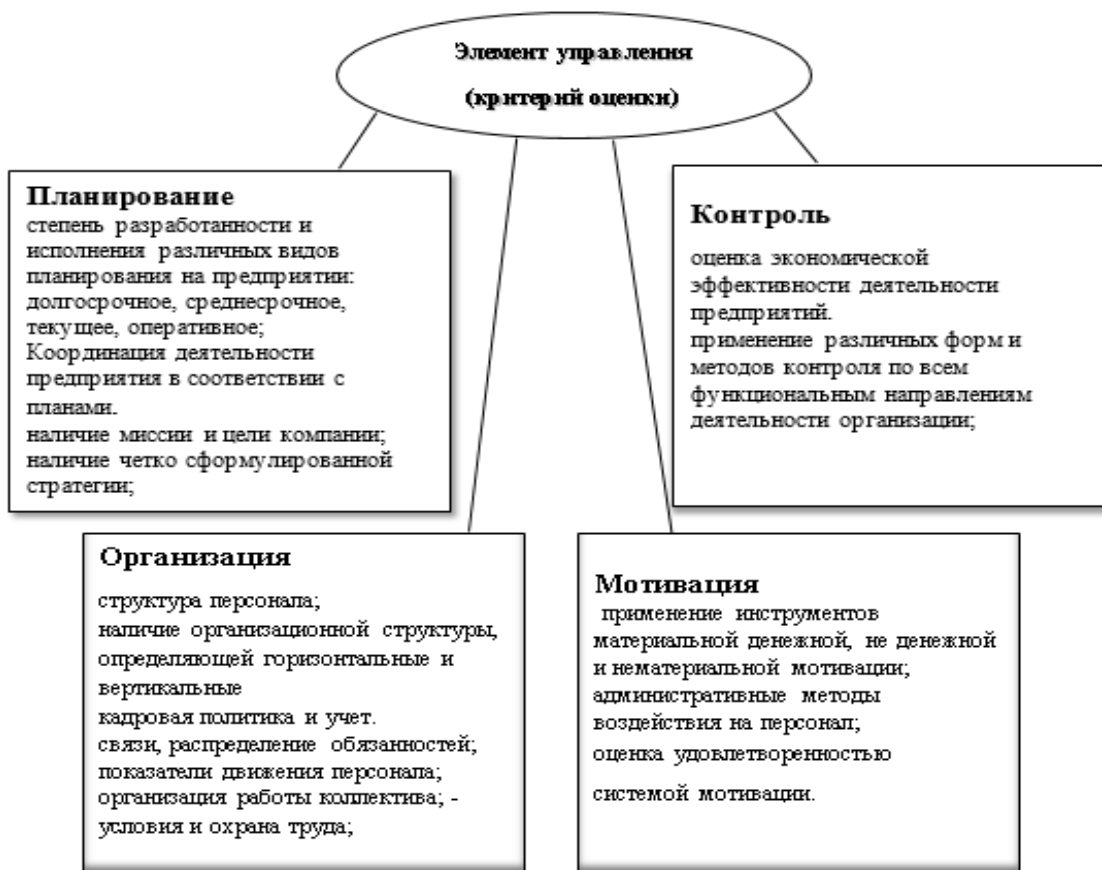 Элемент управления
(критерий оценки)
Планирование
степень разработанности и
исполнения различных видов
планирования на предприятии:
долгосрочное, среднесрочное,
текущее, оперативное;
Координация деятельности
предприятия в соответствии с
планами.
наличие миссии и цели компании;
наличие четко сформулированной
стратегии;
Контроль
оценка экономической
эффективности деятельности
предприятий.
применение различных форм и
методов контроля по всем
функциональным направлениям
деятельности организации;
Организация
структура персонала;
наличие организационной структуры,
определяющей горизонтальные и
вертикальные
кадровая политика и учет.
связи, распределение обязанностей;
показатели движения персонала;
организация работы коллектива; -
условия и охрана труда;
Мотивация
применение инструментов
материальной денежной, не денежной
и нематериальной мотивации;
административные методы
воздействия на персонал;
оценка удовлетворенностью
системой мотивации.